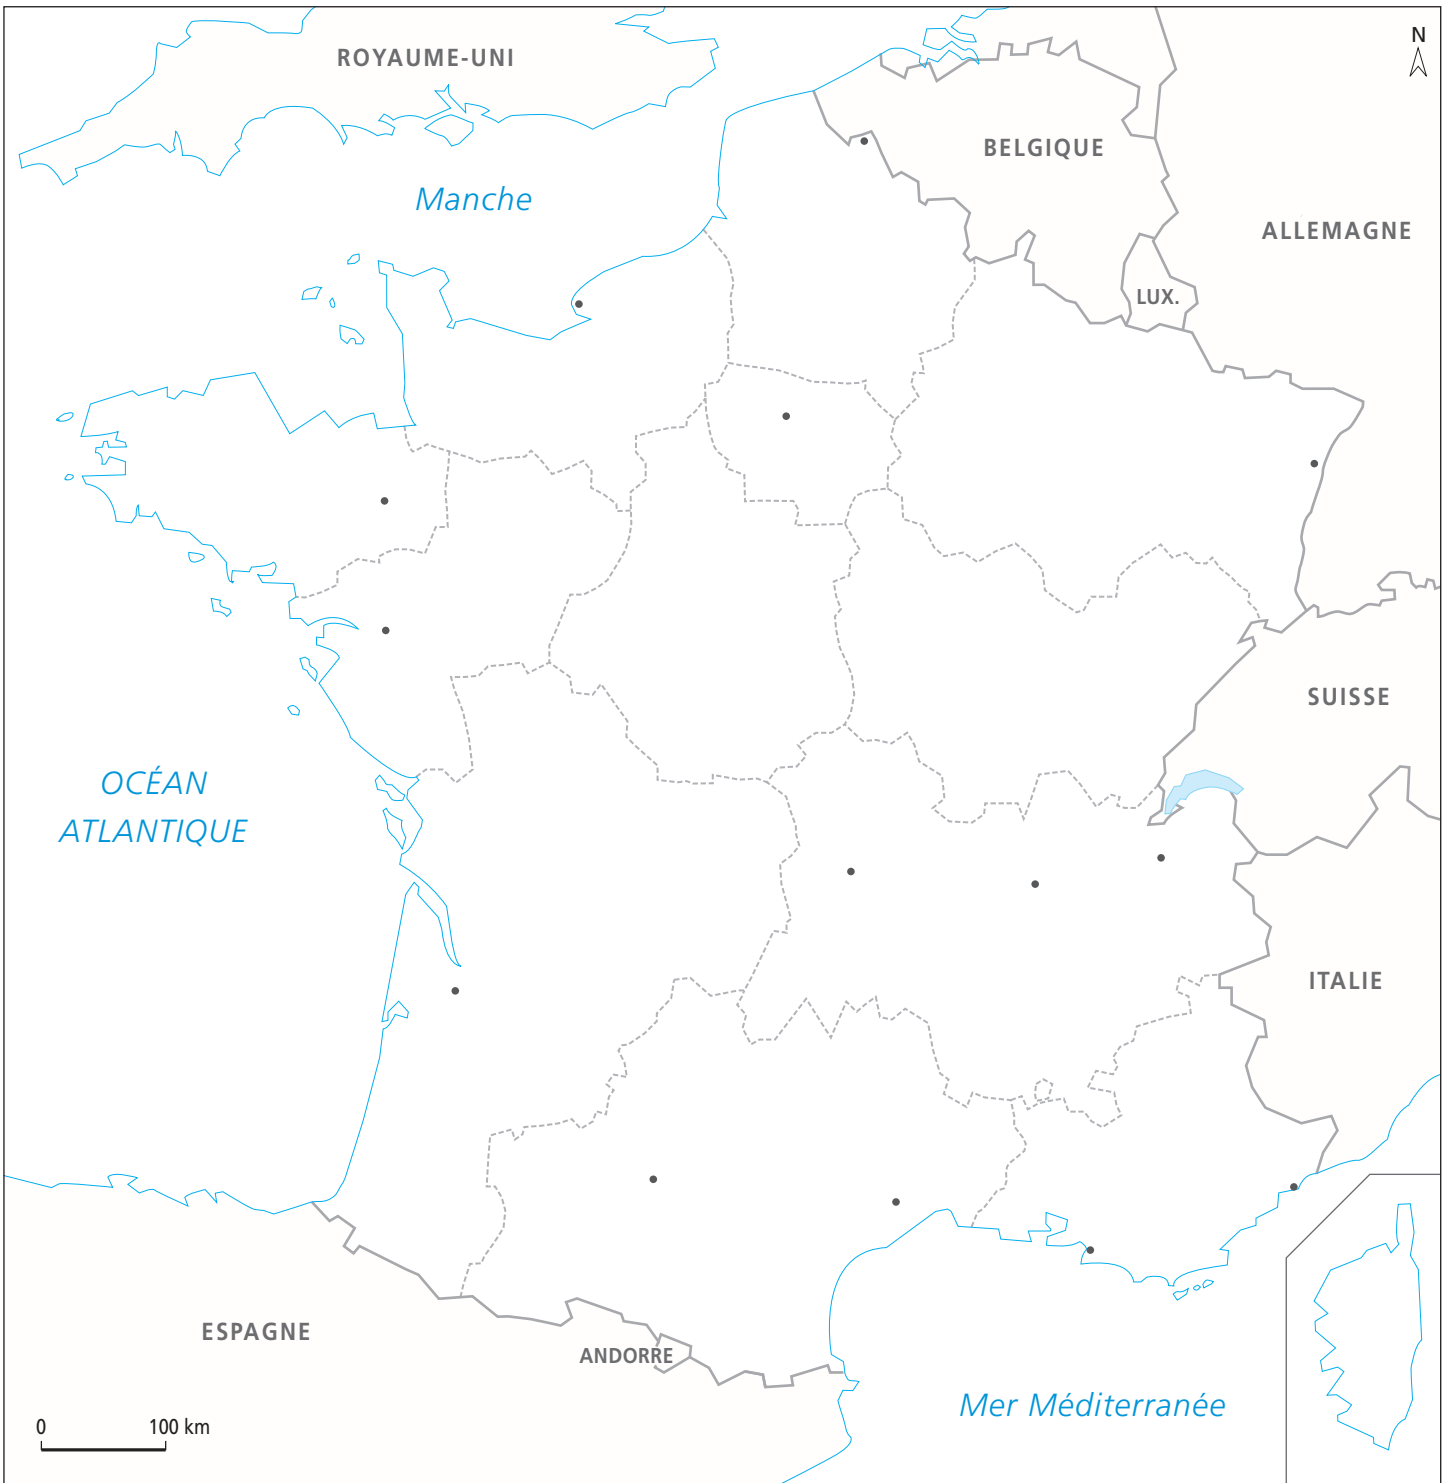 ROYAUME-UNI
N
BELGIQUE
Manche
ALLEMAGNE
LUX.
SUISSE
OCÉAN
ATLANTIQUE
ITALIE
ESPAGNE
ANDORRE
Mer Méditerranée
0 100 km